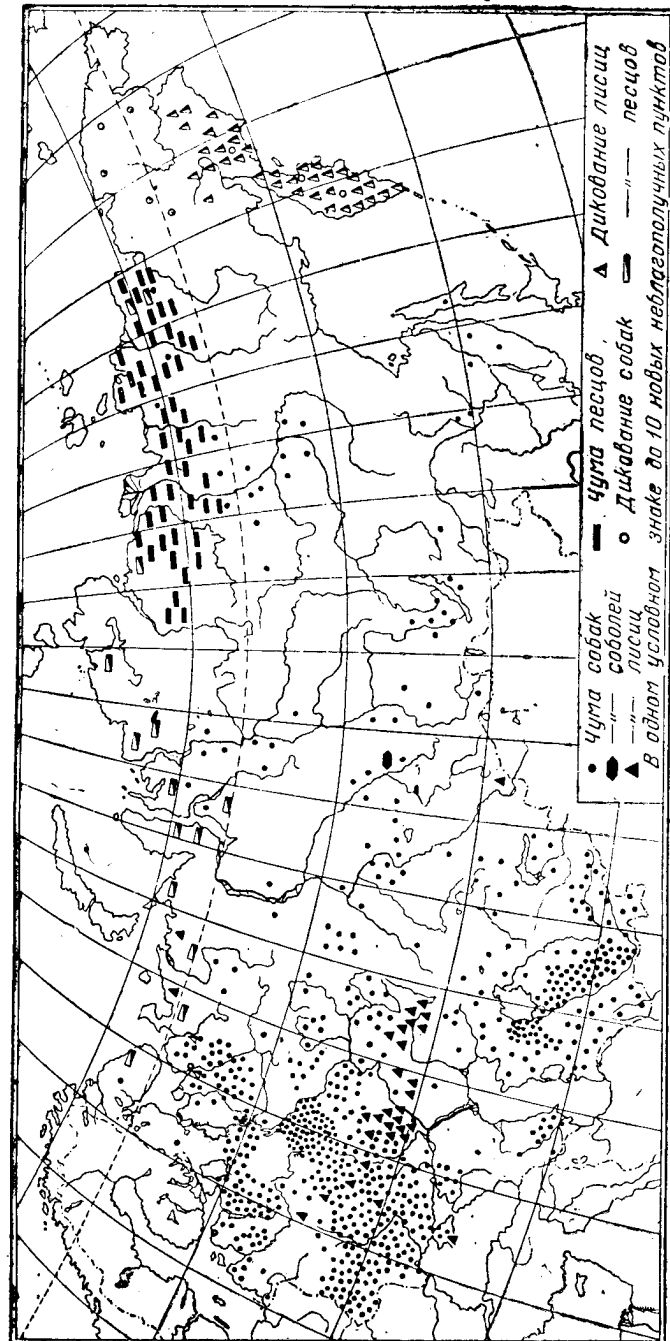 Чума собак
—"— соболей
—"— лисиц
Чума песцов
Дикование собак
Дикование лисиц
—"— песцов
В одном условном знаке до 10 новых неблагополучных пунктов